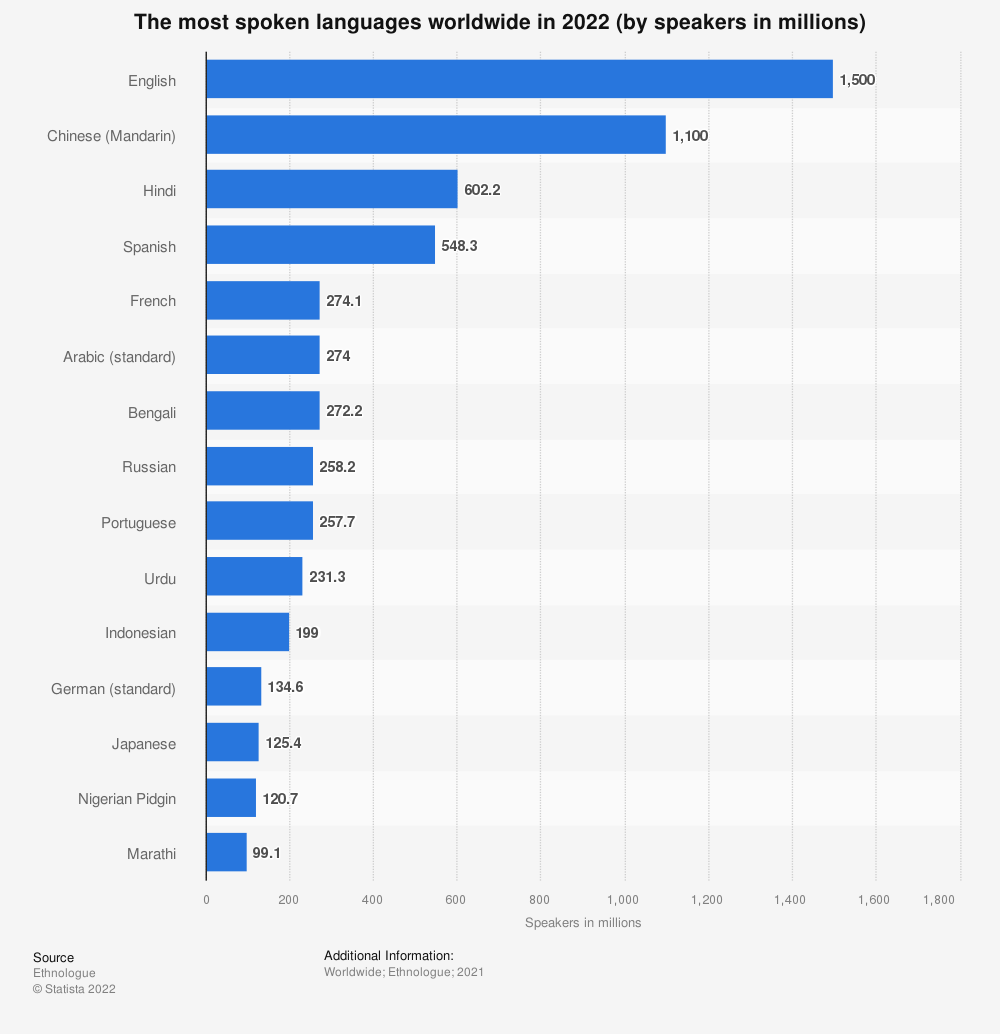 The most spoken languages worldwide in 2022 (by speakers in millions)
English 1,500
Chinese (Mandarin) 1,100
Hindi 602.2
Spanish 548.3
French 274.1
Arabic (standard) 274
Bengali 272.2
Russian 258.2
Portuguese 257.7
Urdu 231.3
Indonesian 199
German (standard) 134.6
Japanese 125.4
Nigerian Pidgin 120.7
Marathi 99.1
0 200 400 600 800 1,000 1,200 1,400 1,600 1,800
Speakers in millions
Source
Ethnologue
© Statista 2022
Additional Information:
Worldwide; Ethnologue; 2021